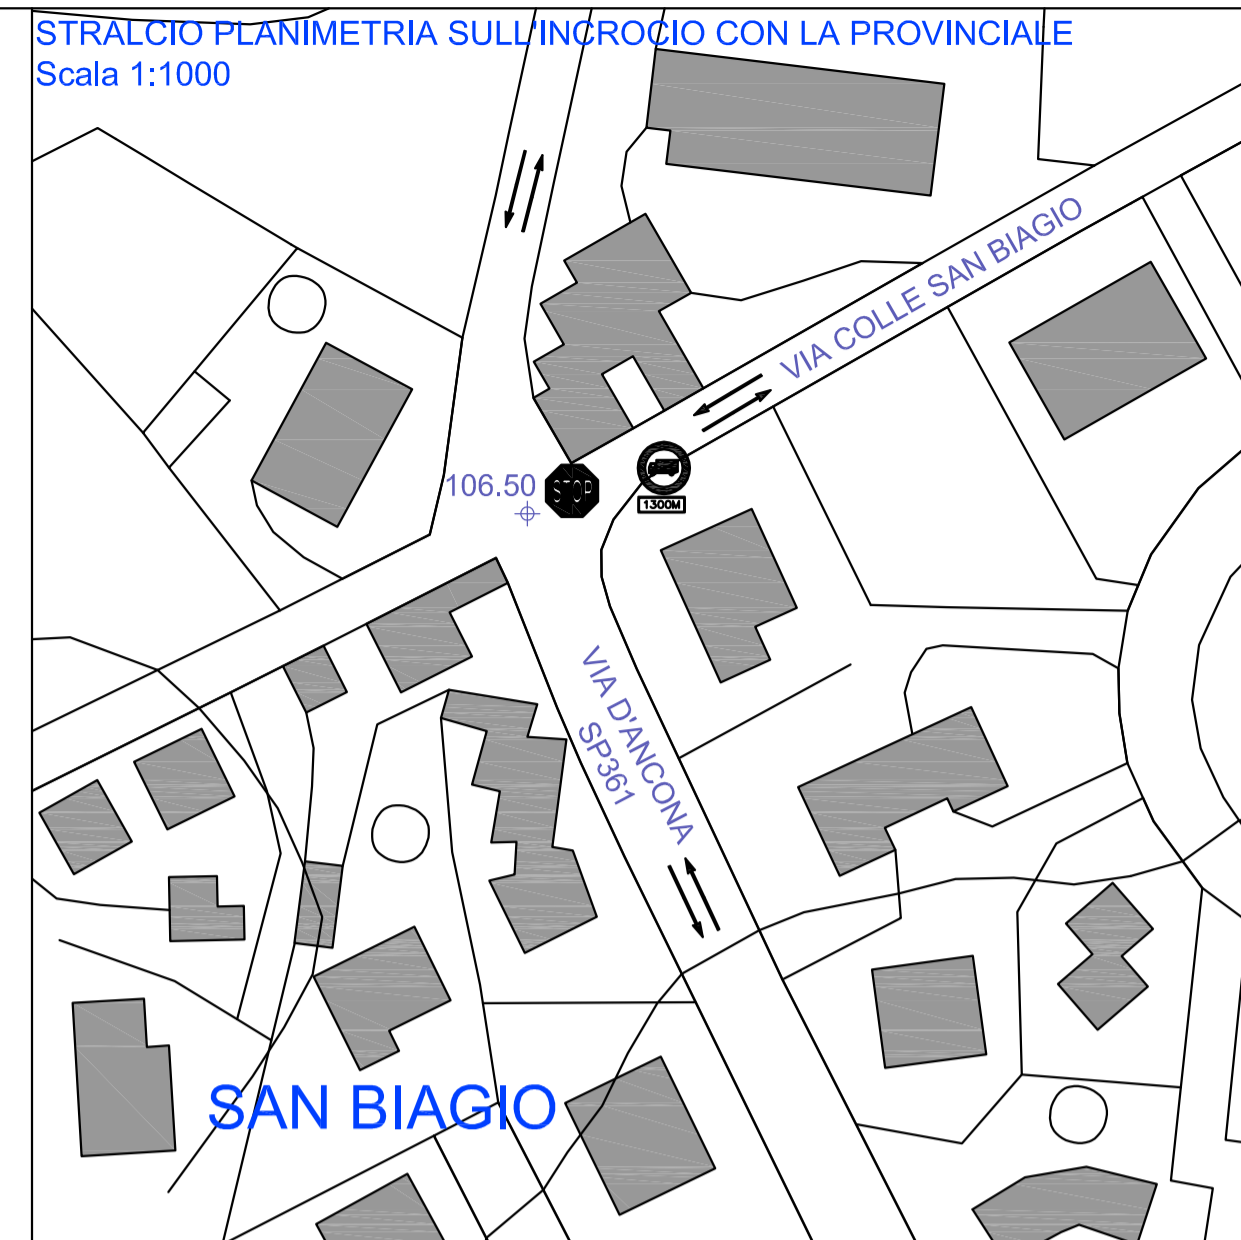 STRALCIO PLANIMETRIA SULL'INCROCIO CON LA PROVINCIALE
Scala 1:1000
VIA COLLE SAN BIAGIO
106.50
STOP
1300M
VIA D'ANCONA
SP361
SAN BIAGIO